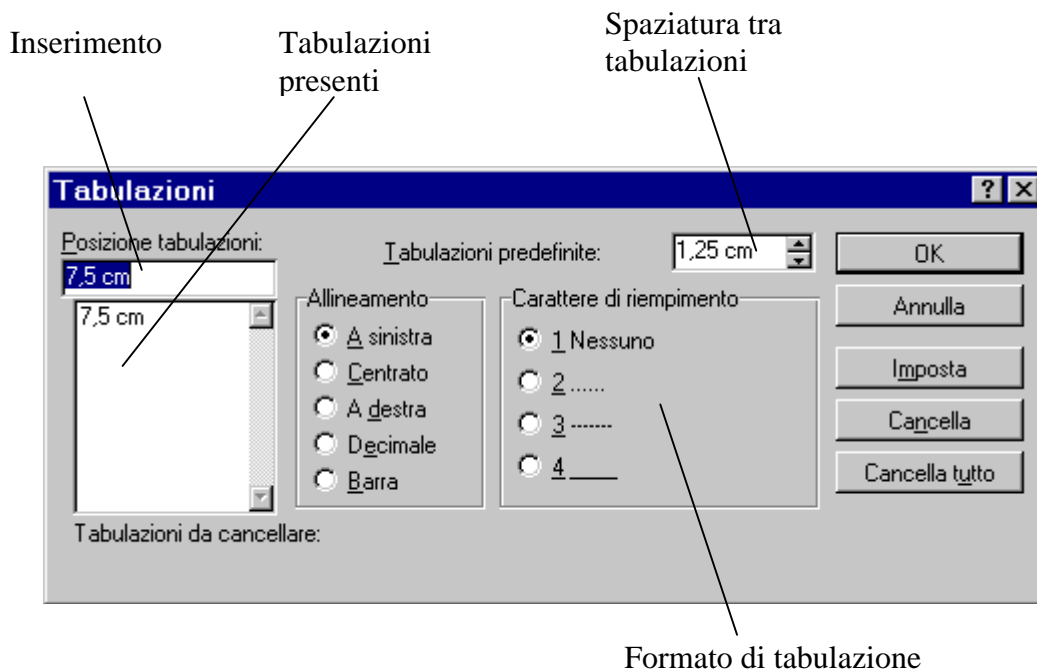 Inserimento
Tabulazioni
presenti
Spaziatura tra
tabulazioni
Tabulazioni
Posizione tabulazioni:
7,5 cm
7,5 cm
Tabulazioni predefinite:
1,25 cm
Allineamento
A sinistra
Centrato
A destra
Decimale
Barra
Carattere di riempimento
1 Nessuno
2 ......
3 -------
4 ____
OK
Annulla
Imposta
Cancella
Cancella tutto
Tabulazioni da cancellare:
Formato di tabulazione